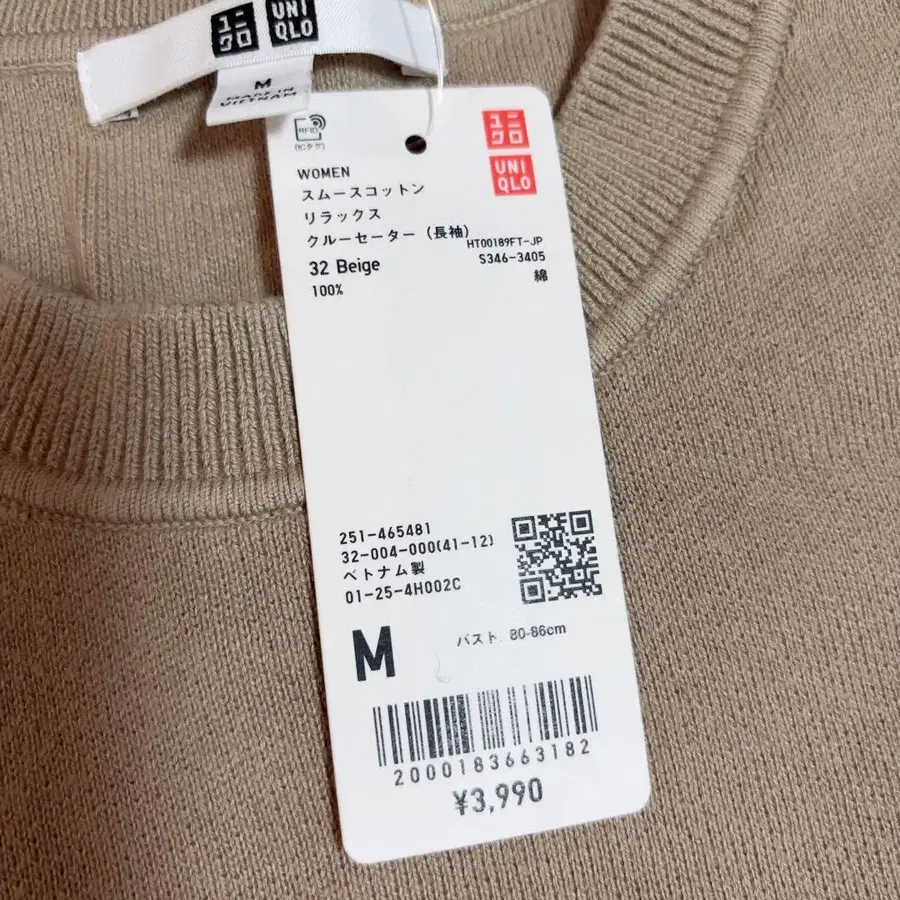 ユニ
クロ
UNI
QLO
M
MADE IN
VIETNAM
RFID
(ICタグ)
ユニ
クロ
UNI
QLO
WOMEN
スムースコットン
リラックス
クルーセーター(長袖)
HT00189FT-JP
32 Beige
S346-3405
100%
綿
251-465481
32-004-000(41-12)
ベトナム製
01-25-4H002C
M
バスト 80-86cm
2000183663182
¥3,990